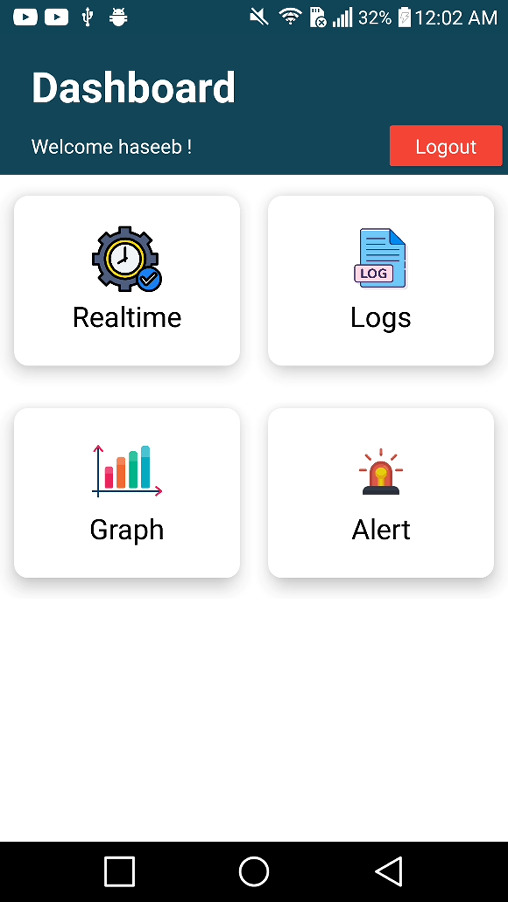 32% 12:02 AM
Dashboard
Welcome haseeb !
Logout
Realtime
LOG
Logs
Graph
Alert